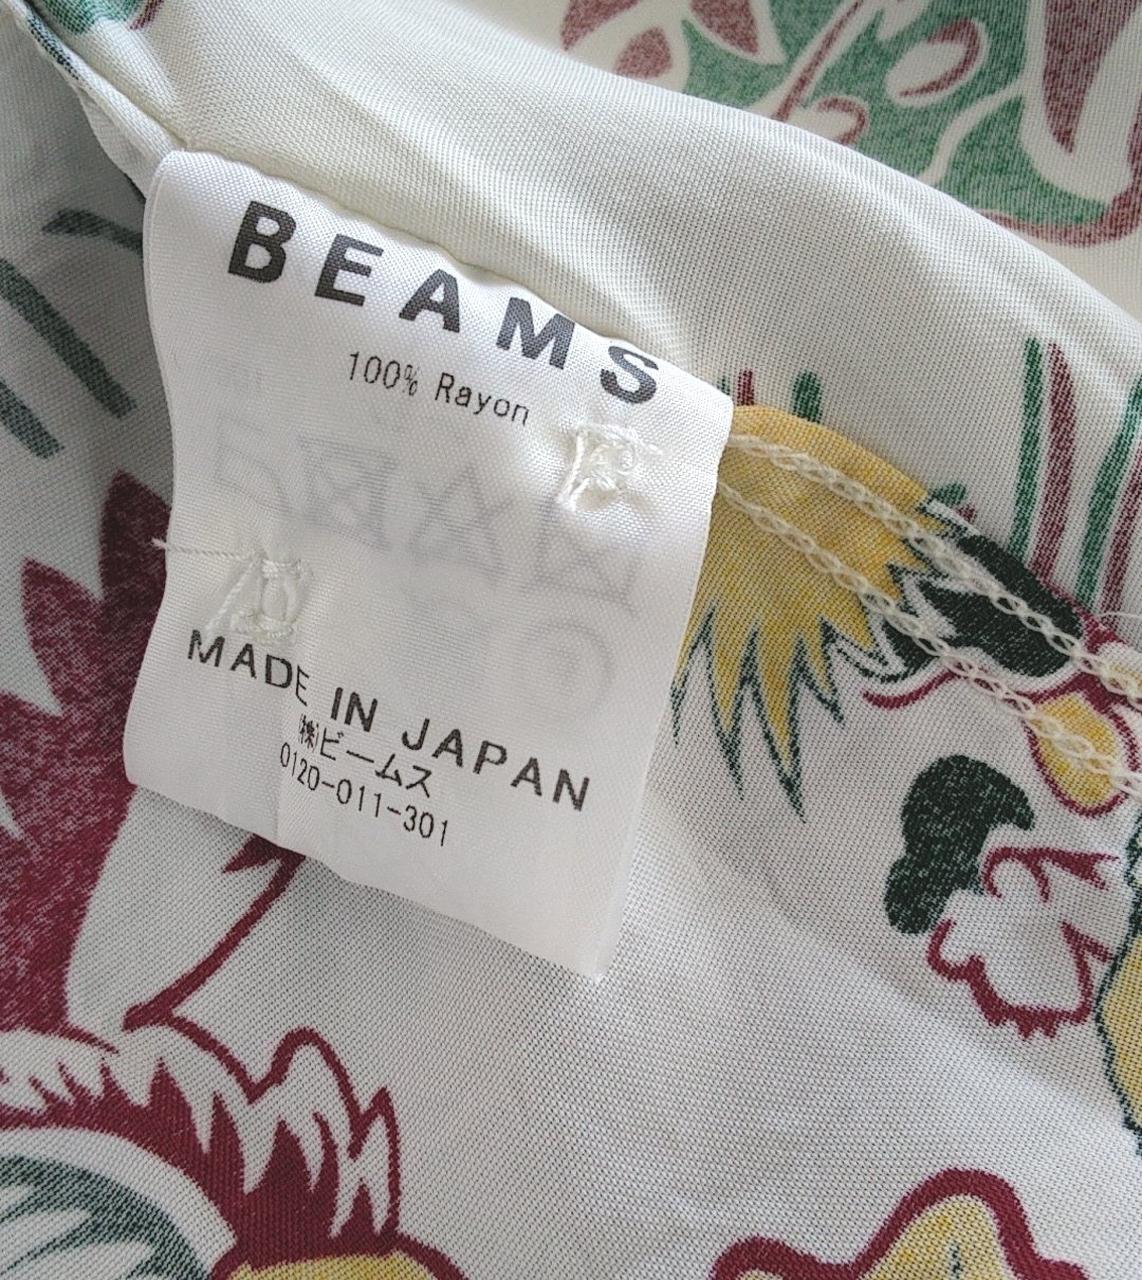 BEAMS
100% Rayon
MADE IN JAPAN
㈱ビームス
0120-011-301